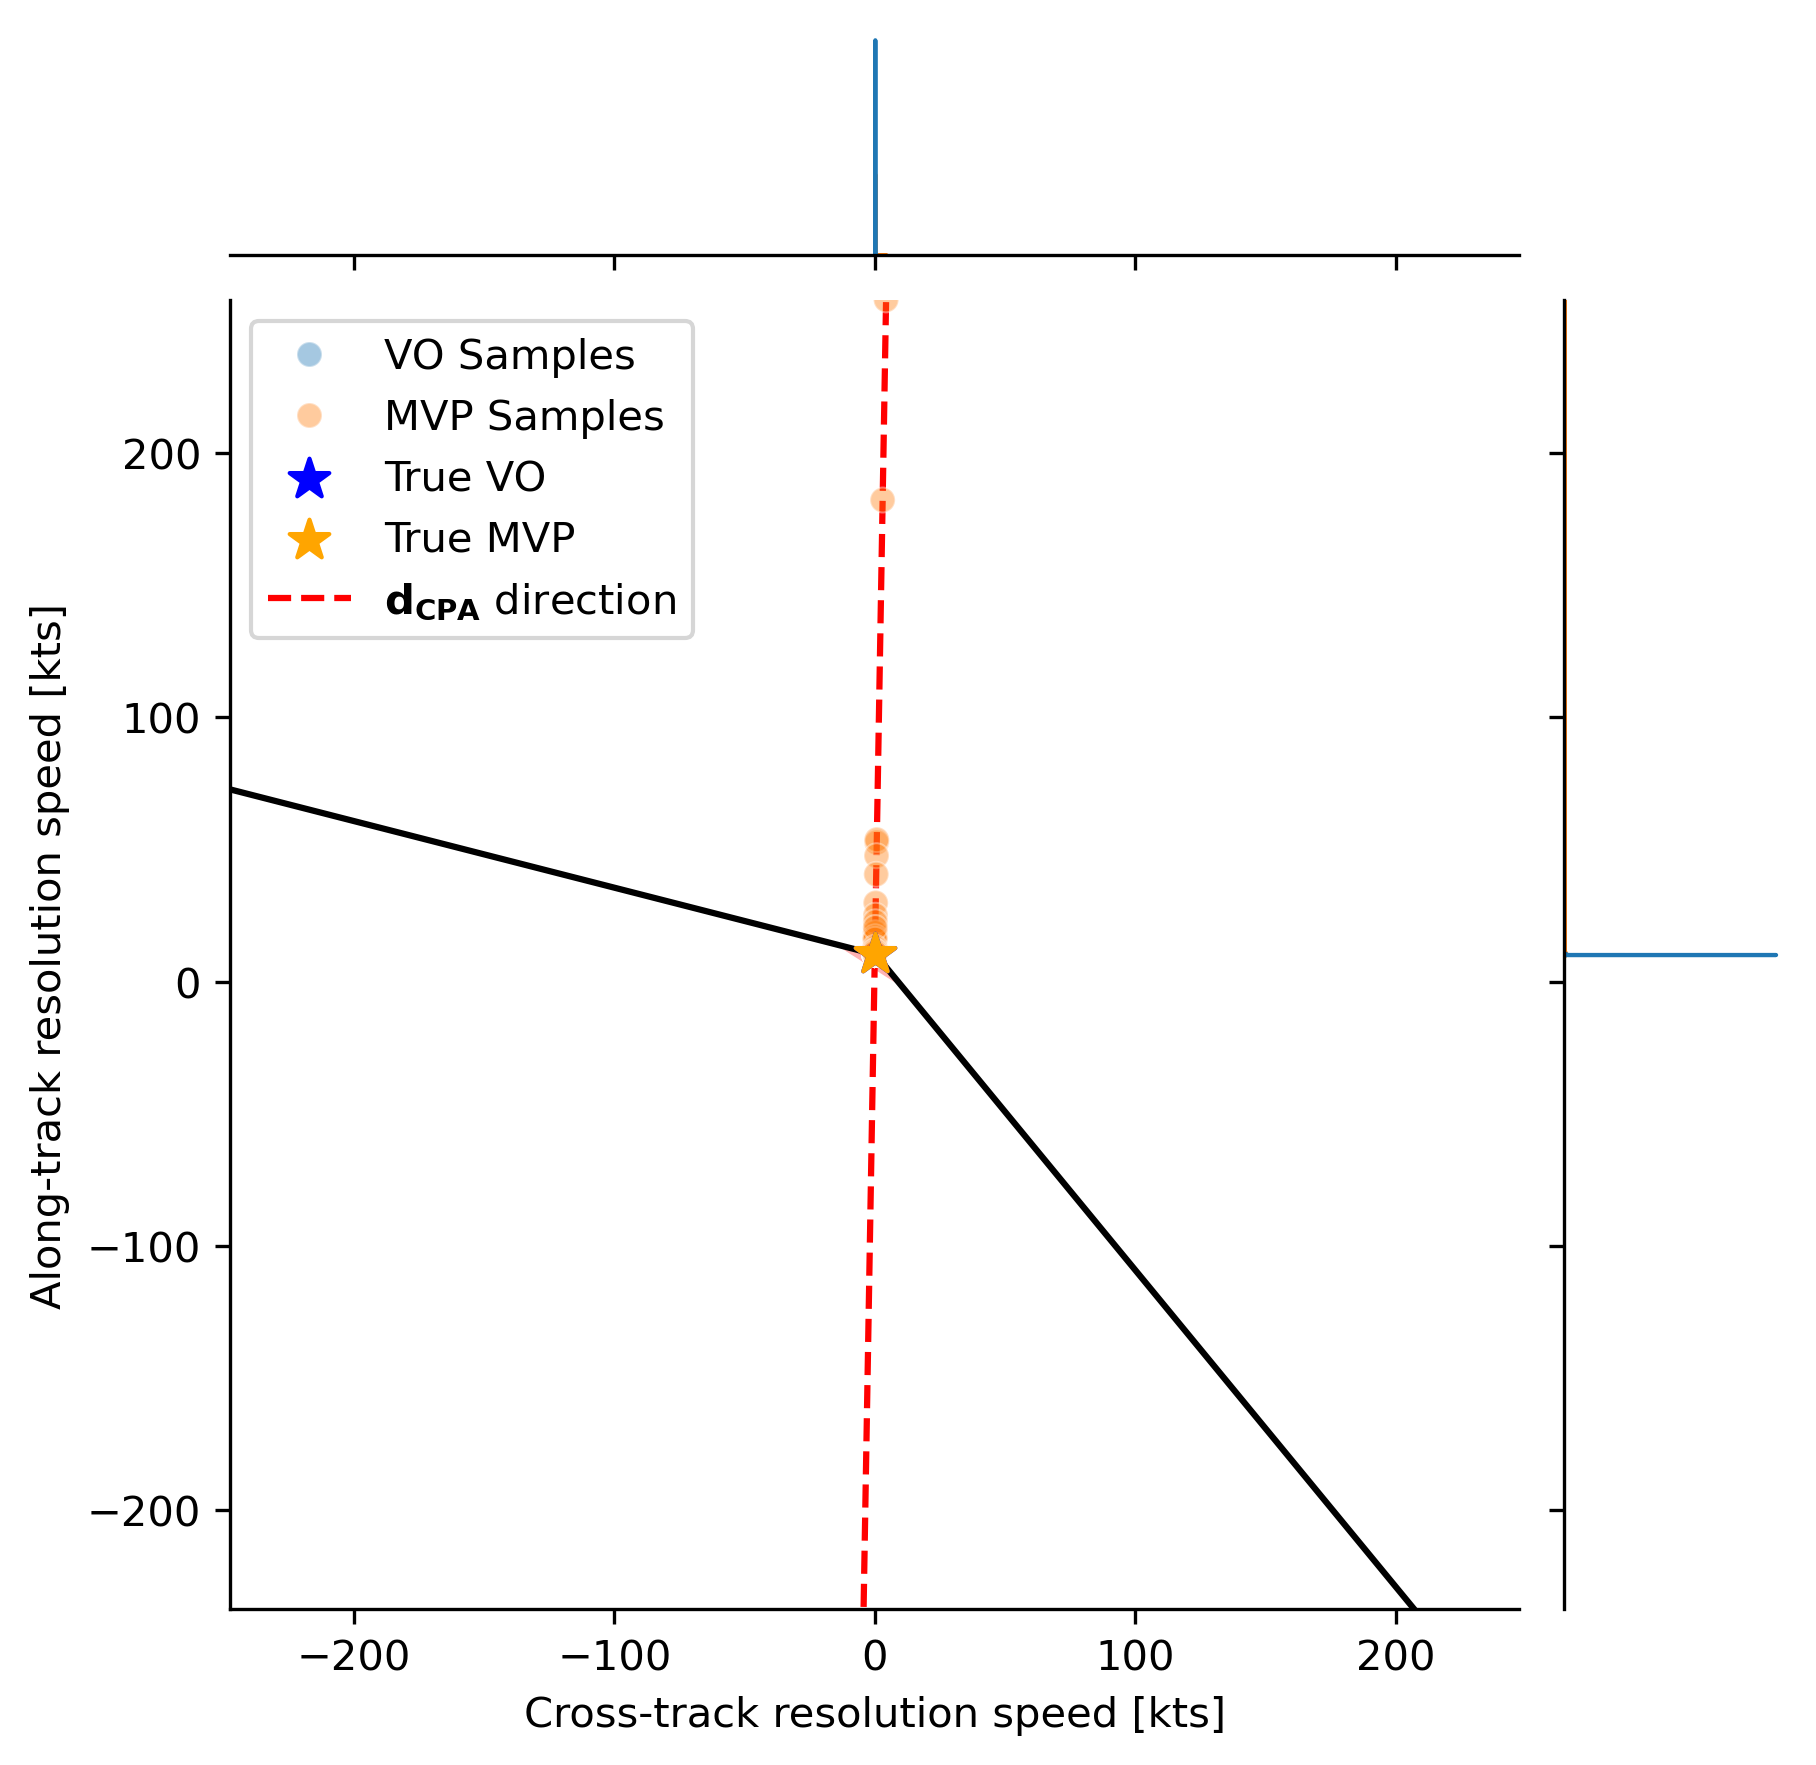 VO Samples
MVP Samples
True VO
True MVP
d_CPA direction
200
100
0
−100
−200
Along-track resolution speed [kts]
−200 −100 0 100 200
Cross-track resolution speed [kts]